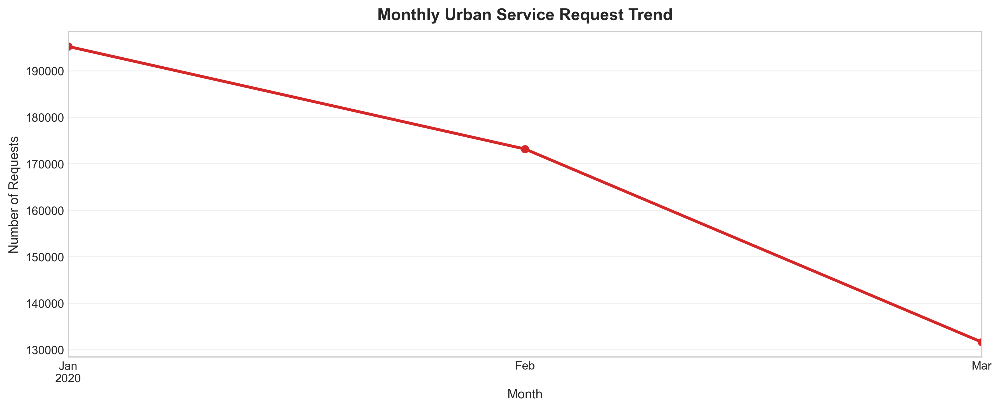 Monthly Urban Service Request Trend
Number of Requests
190000
180000
170000
160000
150000
140000
130000
Jan
2020
Feb
Mar
Month